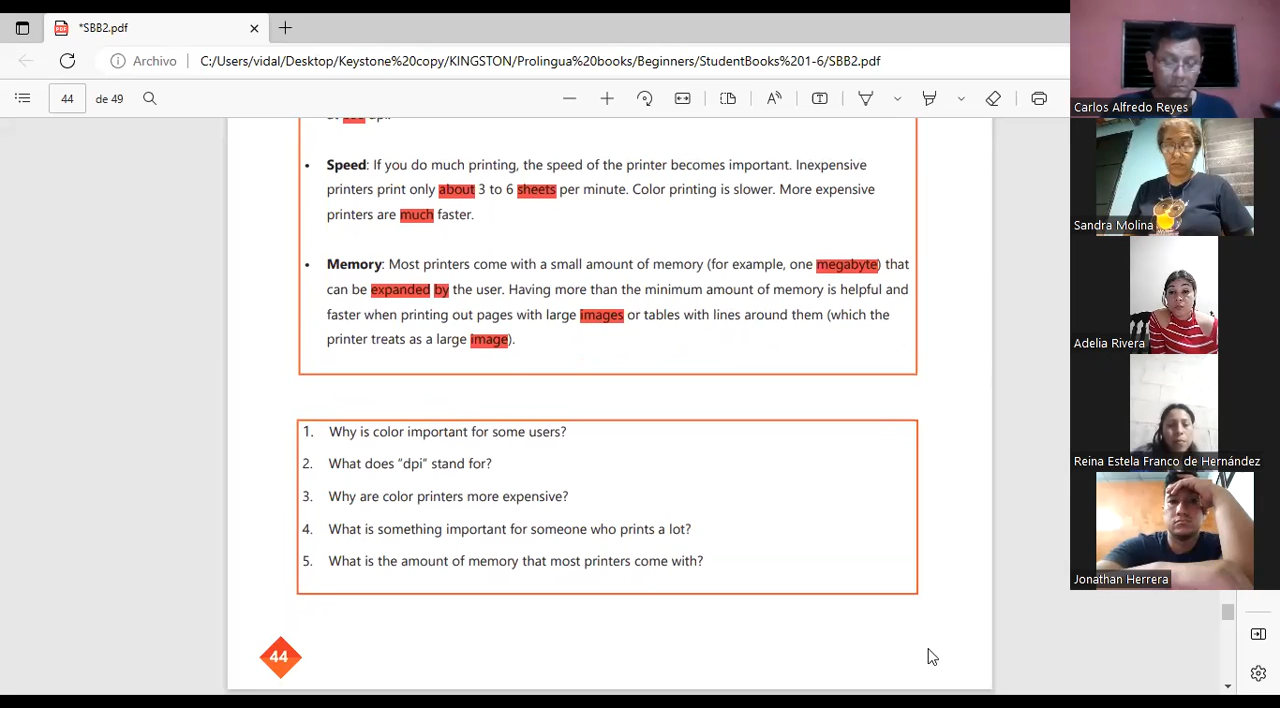 *SBB2.pdf
Archivo
C:/Users/vidal/Desktop/Keystone%20copy/KINGSTON/Prolingua%20books/Beginners/StudentBooks%201-6/SBB2.pdf
44 de 49
• Speed: If you do much printing, the speed of the printer becomes important. Inexpensive
printers print only about 3 to 6 sheets per minute. Color printing is slower. More expensive
printers are much faster.
• Memory: Most printers come with a small amount of memory (for example, one megabyte) that
can be expanded by the user. Having more than the minimum amount of memory is helpful and
faster when printing out pages with large images or tables with lines around them (which the
printer treats as a large image).
1. Why is color important for some users?
2. What does “dpi” stand for?
3. Why are color printers more expensive?
4. What is something important for someone who prints a lot?
5. What is the amount of memory that most printers come with?
44
Carlos Alfredo Reyes
Sandra Molina
Adelia Rivera
Reina Estela Franco de Hernández
Jonathan Herrera